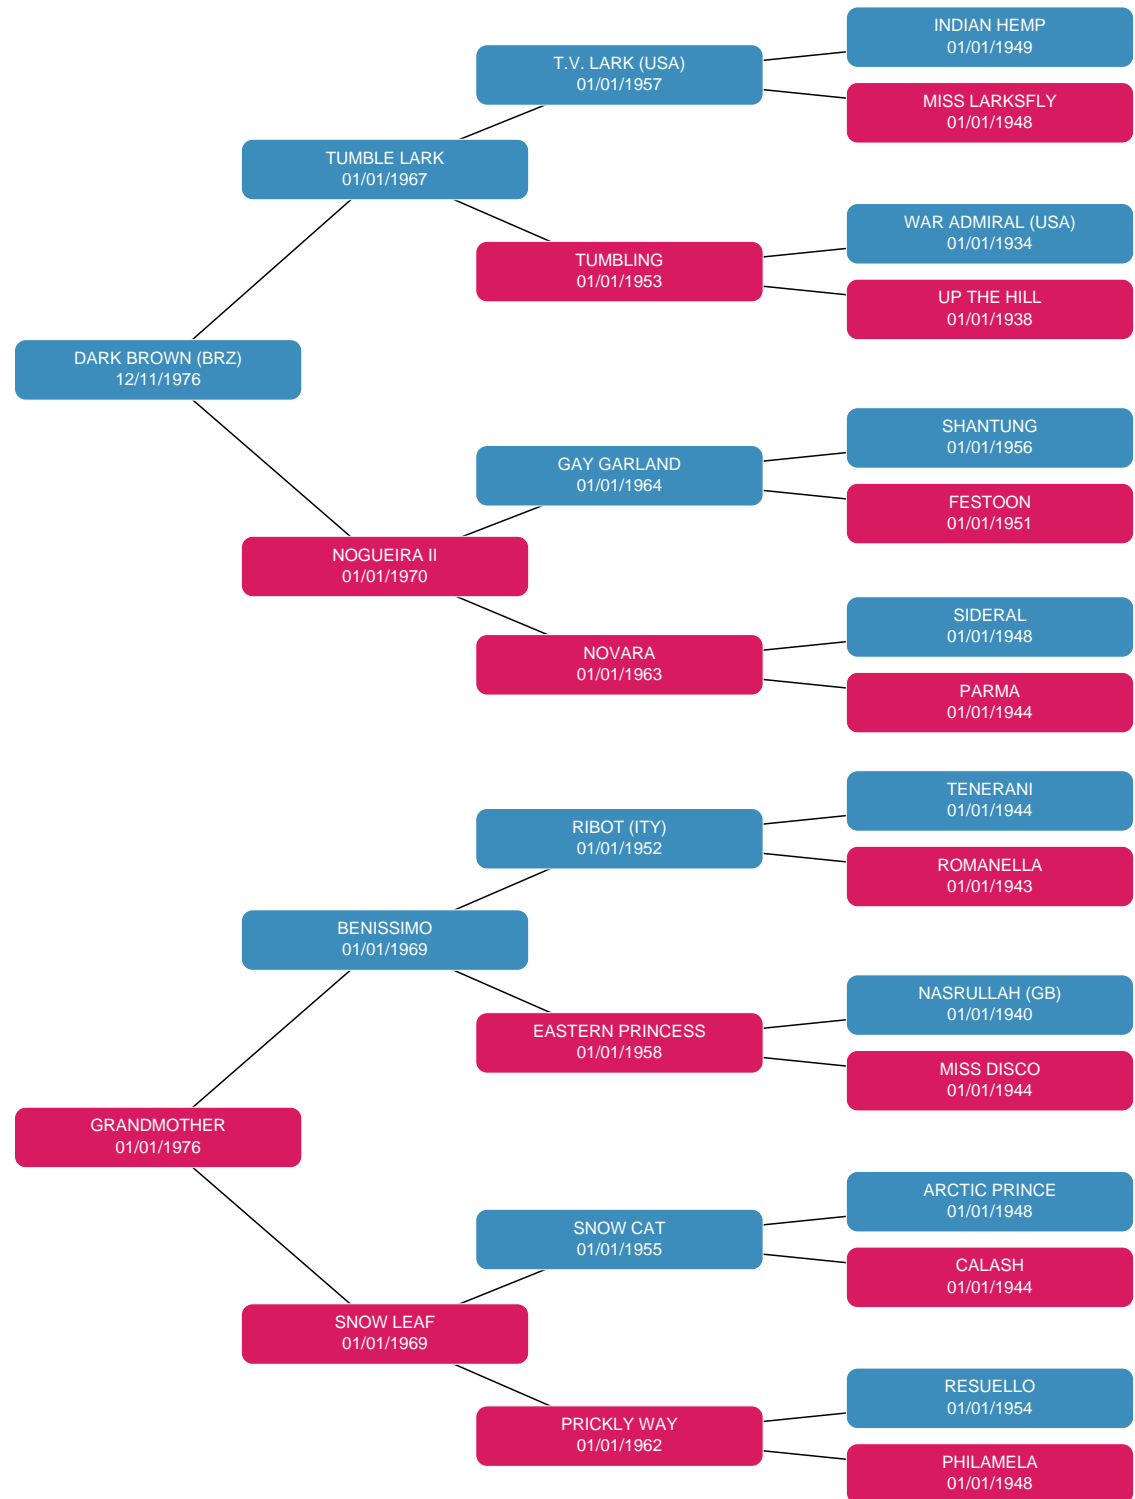 INDIAN HEMP
01/01/1949
T.V. LARK (USA)
01/01/1957
MISS LARKSFLY
01/01/1948
TUMBLE LARK
01/01/1967
WAR ADMIRAL (USA)
01/01/1934
TUMBLING
01/01/1953
UP THE HILL
01/01/1938
DARK BROWN (BRZ)
12/11/1976
SHANTUNG
01/01/1956
GAY GARLAND
01/01/1964
FESTOON
01/01/1951
NOGUEIRA II
01/01/1970
SIDERAL
01/01/1948
NOVARA
01/01/1963
PARMA
01/01/1944
TENERANI
01/01/1944
RIBOT (ITY)
01/01/1952
ROMANELLA
01/01/1943
BENISSIMO
01/01/1969
NASRULLAH (GB)
01/01/1940
EASTERN PRINCESS
01/01/1958
MISS DISCO
01/01/1944
GRANDMOTHER
01/01/1976
ARCTIC PRINCE
01/01/1948
SNOW CAT
01/01/1955
CALASH
01/01/1944
SNOW LEAF
01/01/1969
RESUELLO
01/01/1954
PRICKLY WAY
01/01/1962
PHILAMELA
01/01/1948